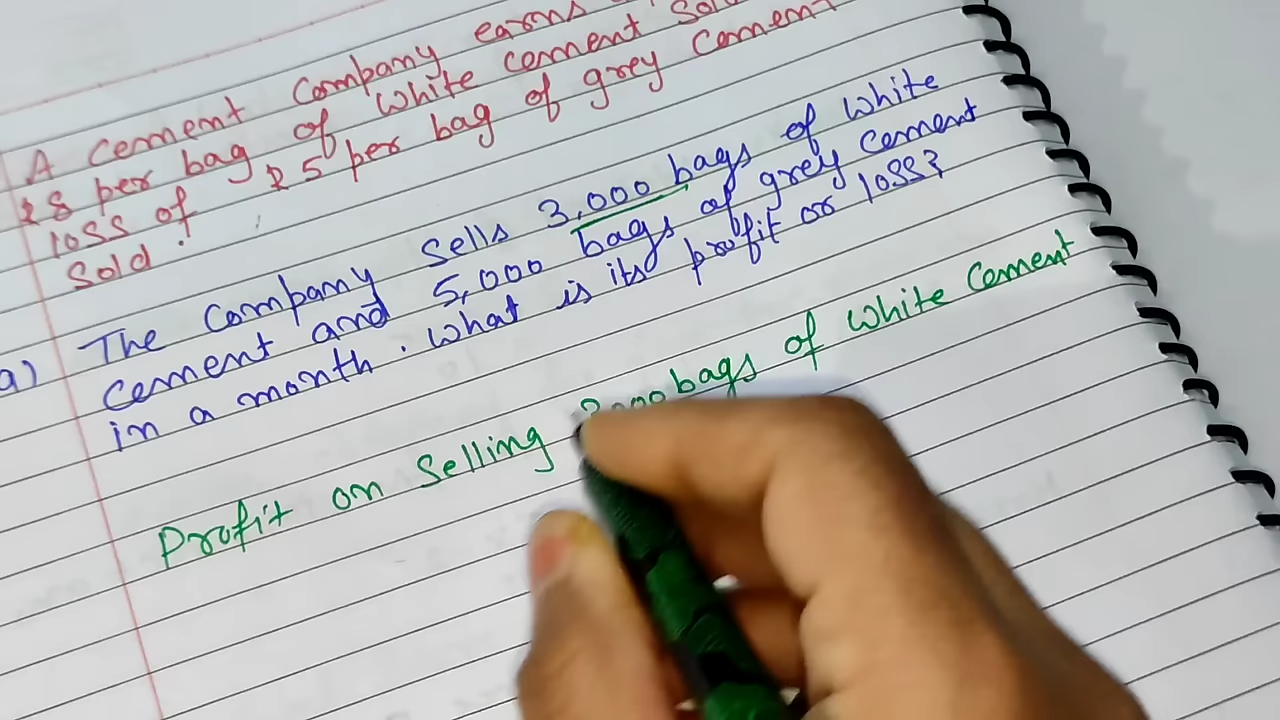 A cement Company earns
₹8 per bag of white cement sold
loss of ₹5 per bag of grey cement
Sold.
a) The Company sells 3,000 bags of white
cement and 5,000 bags of grey cement
in a month. What is its profit or loss?
Profit on Selling 3000 bags of white cement